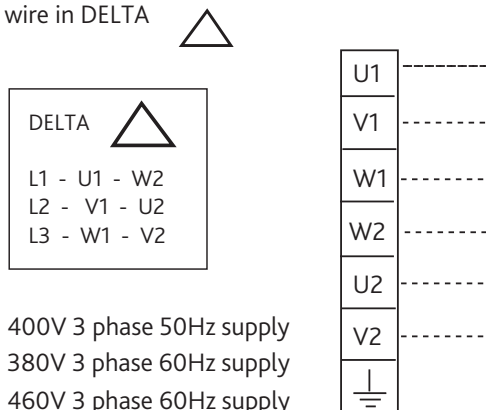 wire in DELTA
DELTA
L1 - U1 - W2
L2 - V1 - U2
L3 - W1 - V2
400V 3 phase 50Hz supply
380V 3 phase 60Hz supply
460V 3 phase 60Hz supply
U1
V1
W1
W2
U2
V2